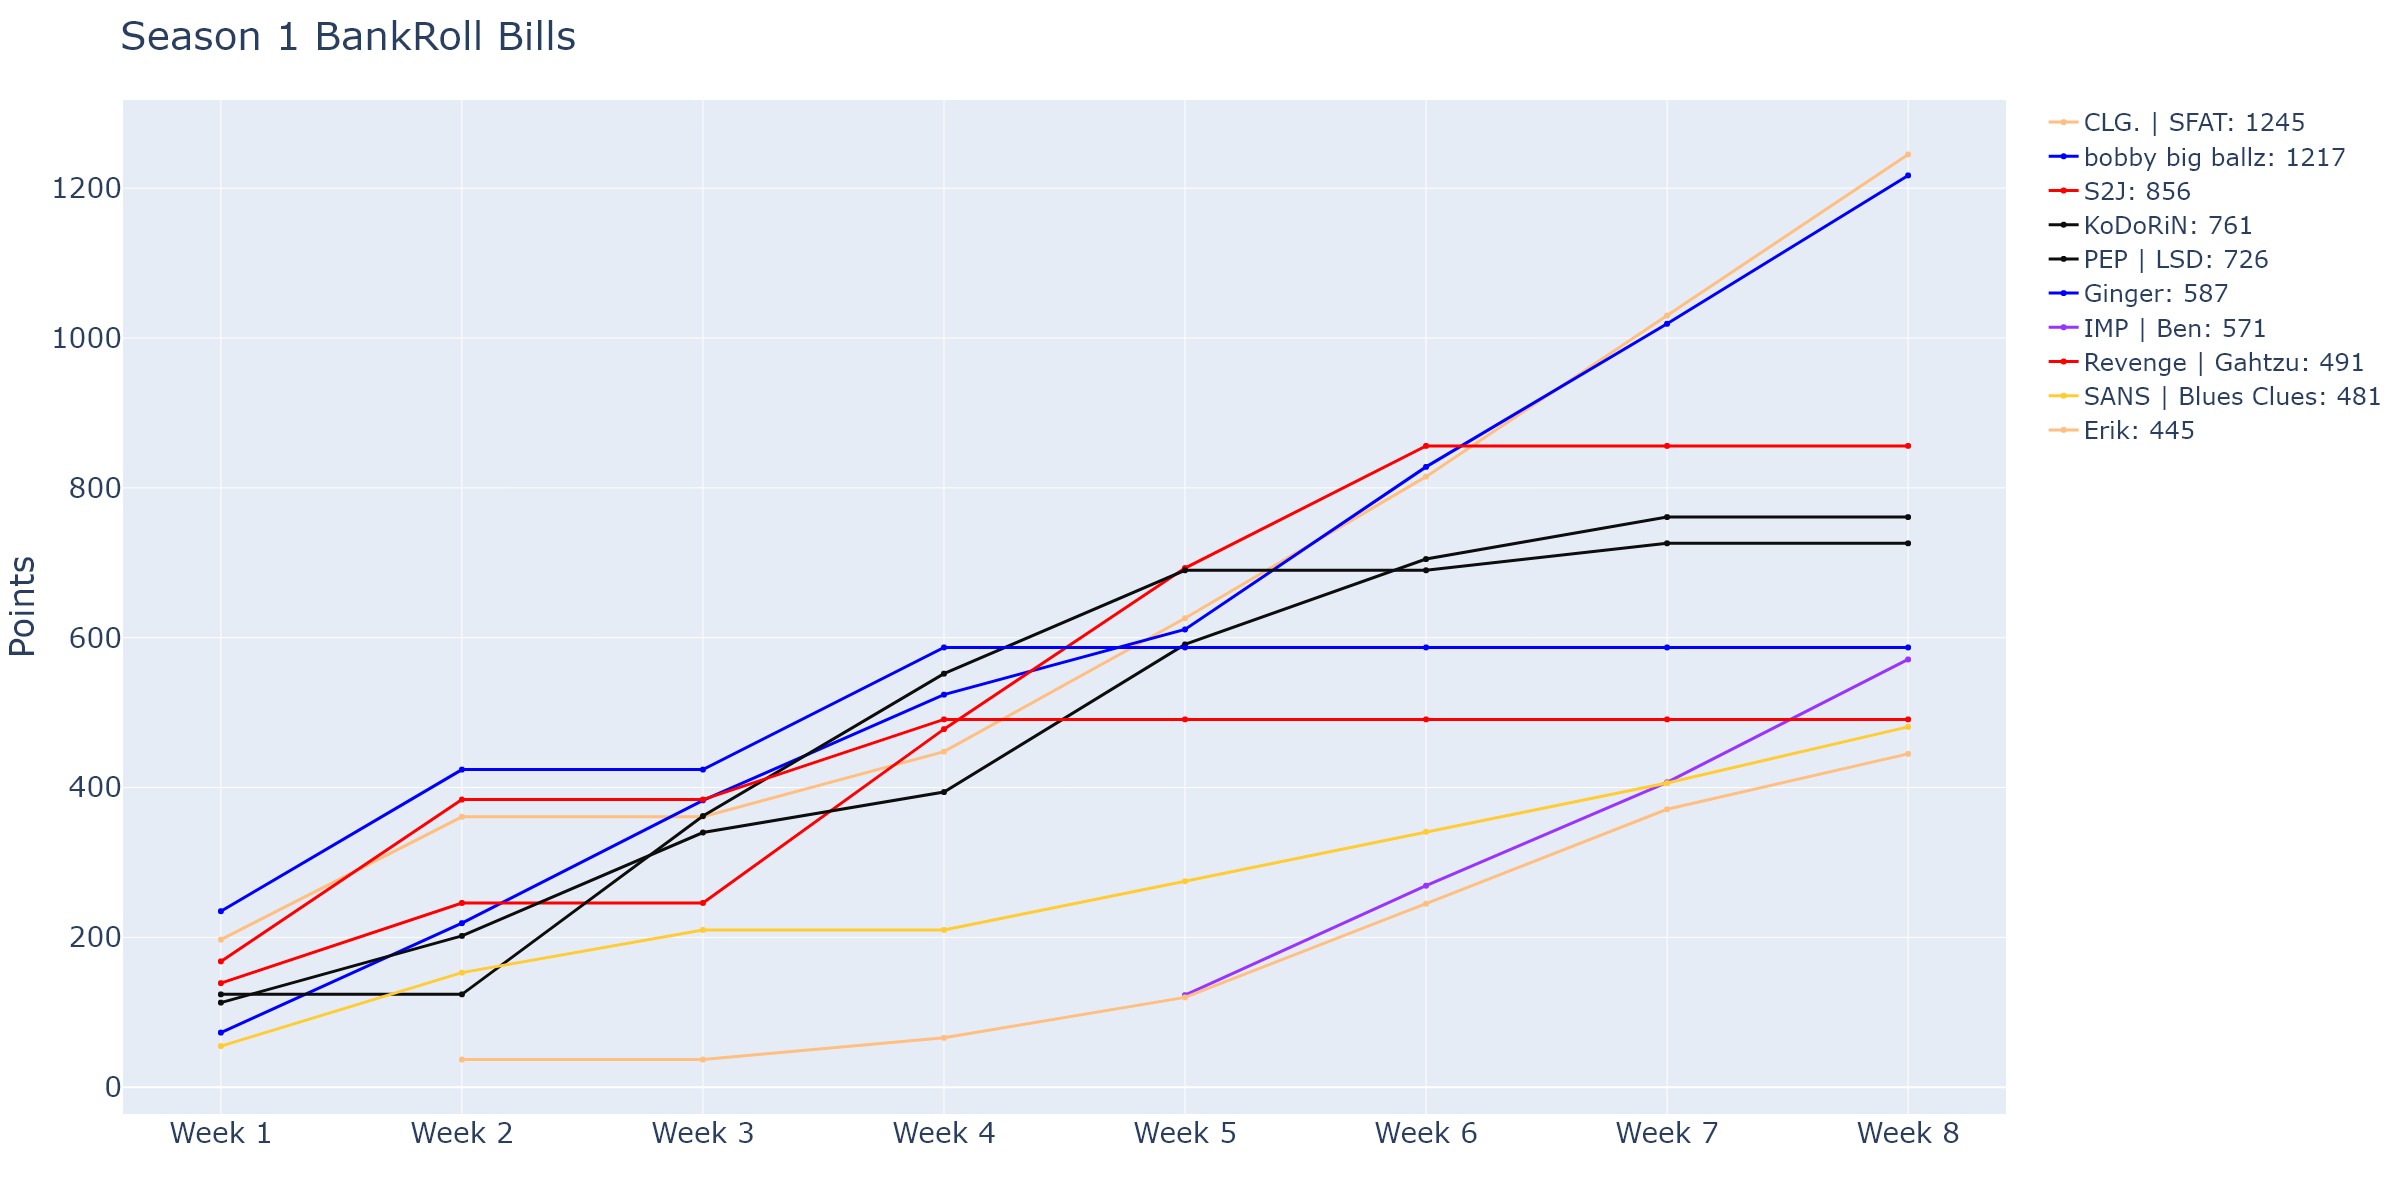 Season 1 BankRoll Bills
CLG. | SFAT: 1245
bobby big ballz: 1217
S2J: 856
KoDoRiN: 761
PEP | LSD: 726
Ginger: 587
IMP | Ben: 571
Revenge | Gahtzu: 491
SANS | Blues Clues: 481
Erik: 445
Points
1200
1000
800
600
400
200
0
Week 1
Week 2
Week 3
Week 4
Week 5
Week 6
Week 7
Week 8